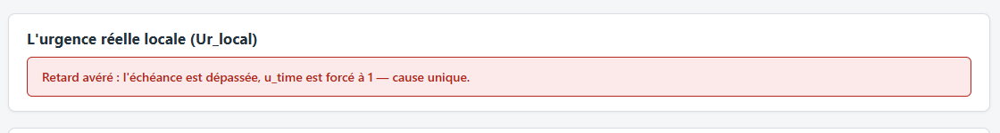 L'urgence réelle locale (Ur_local)
Retard avéré : l'échéance est dépassée, u_time est forcé à 1 — cause unique.